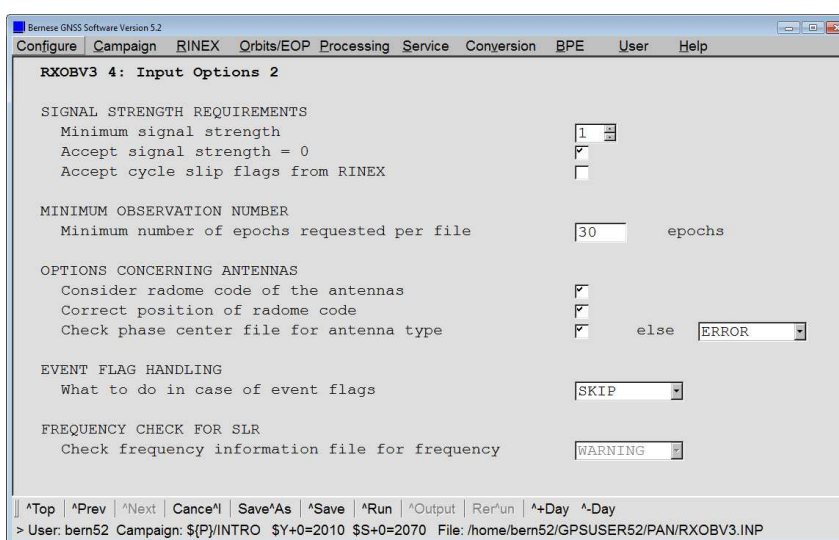 Bernese GNSS Software Version 5.2
Configure Campaign RINEX Orbits/EOP Processing Service Conversion BPE User Help
RXOBV3 4: Input Options 2
SIGNAL STRENGTH REQUIREMENTS
Minimum signal strength 1
Accept signal strength = 0
Accept cycle slip flags from RINEX
MINIMUM OBSERVATION NUMBER
Minimum number of epochs requested per file 30 epochs
OPTIONS CONCERNING ANTENNAS
Consider radome code of the antennas
Correct position of radome code
Check phase center file for antenna type else ERROR
EVENT FLAG HANDLING
What to do in case of event flags SKIP
FREQUENCY CHECK FOR SLR
Check frequency information file for frequency WARNING
^Top ^Prev ^Next Cance^l Save^As ^Save ^Run ^Output Rer^un ^+Day ^-Day
> User: bern52 Campaign: ${P}/INTRO $Y+0=2010 $S+0=2070 File: /home/bern52/GPSUSER52/PAN/RXOBV3.INP